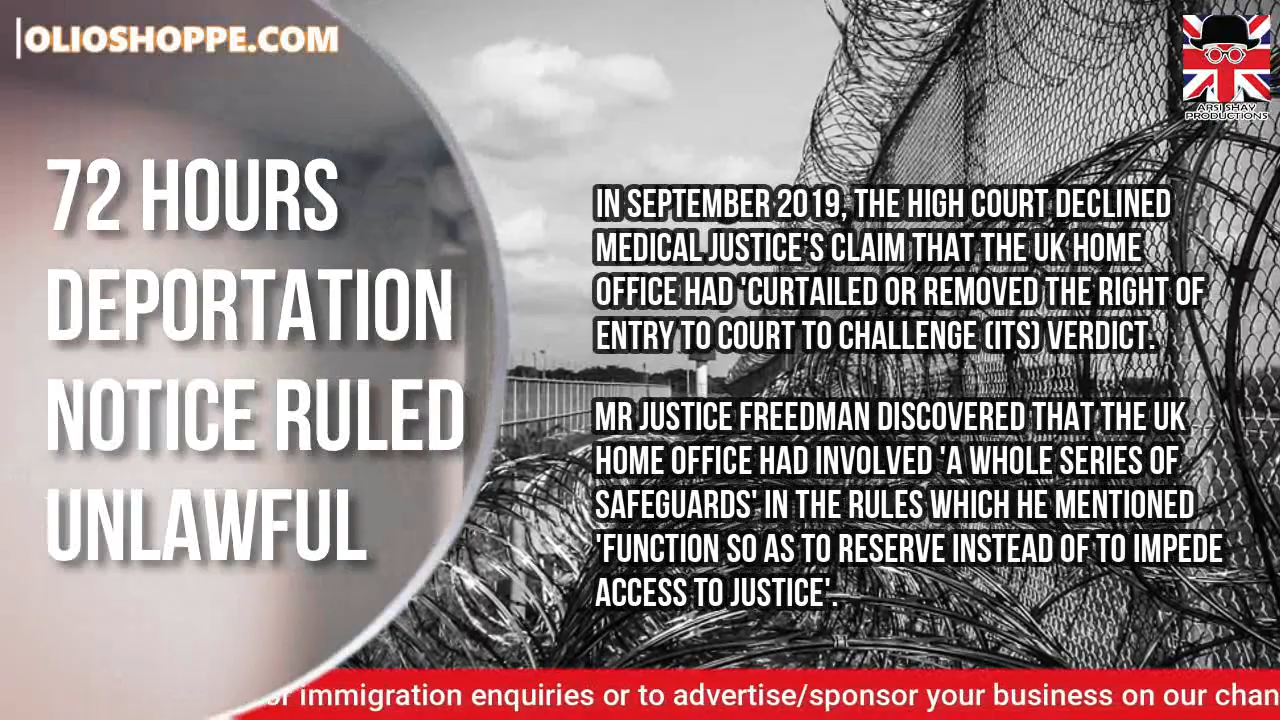 OLIOSHOPPE.COM
ARSI SHAY
PRODUCTIONS
72 HOURS
DEPORTATION
NOTICE RULED
UNLAWFUL
IN SEPTEMBER 2019, THE HIGH COURT DECLINED
MEDICAL JUSTICE'S CLAIM THAT THE UK HOME
OFFICE HAD 'CURTAILED OR REMOVED THE RIGHT OF
ENTRY TO COURT TO CHALLENGE (ITS) VERDICT.
MR JUSTICE FREEDMAN DISCOVERED THAT THE UK
HOME OFFICE HAD INVOLVED 'A WHOLE SERIES OF
SAFEGUARDS' IN THE RULES WHICH HE MENTIONED
'FUNCTION SO AS TO RESERVE INSTEAD OF TO IMPEDE
ACCESS TO JUSTICE'.
immigration enquiries or to advertise/sponsor your business on our